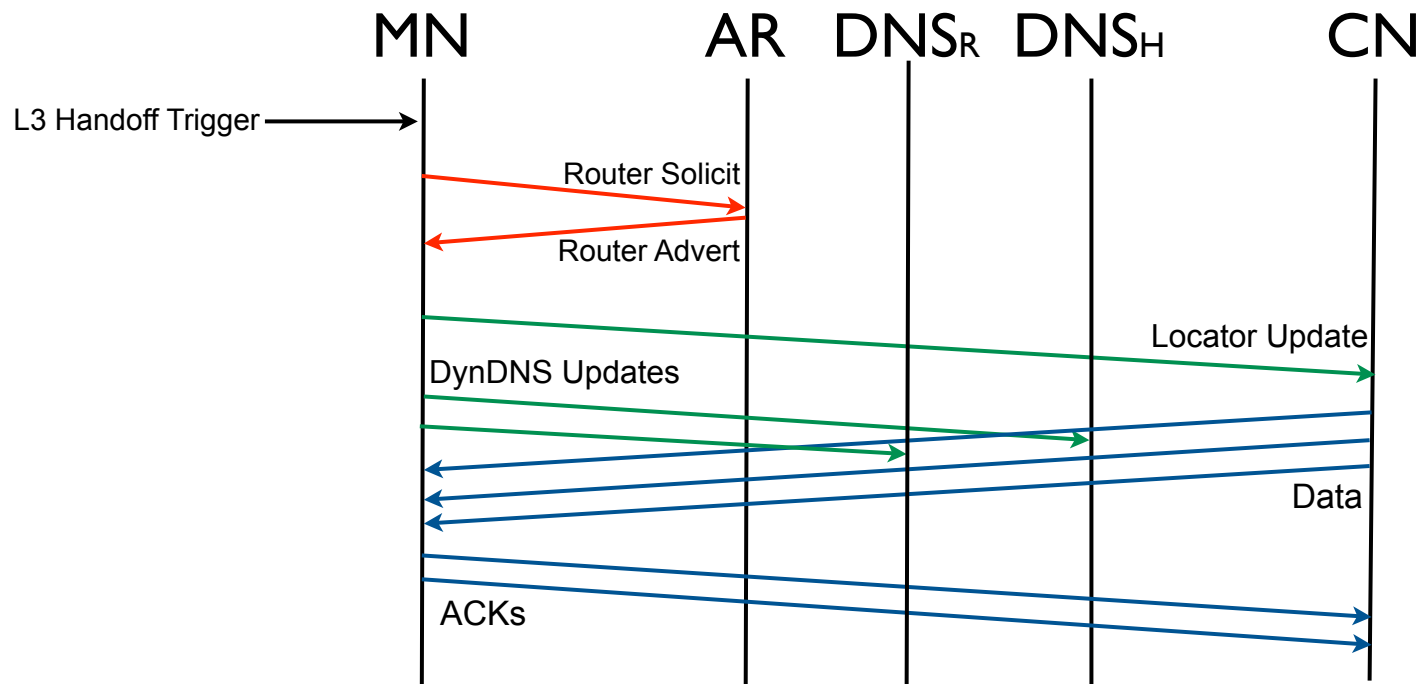 MN AR DNSR DNSH CN
L3 Handoff Trigger
Router Solicit
Router Advert
Locator Update
DynDNS Updates
Data
ACKs